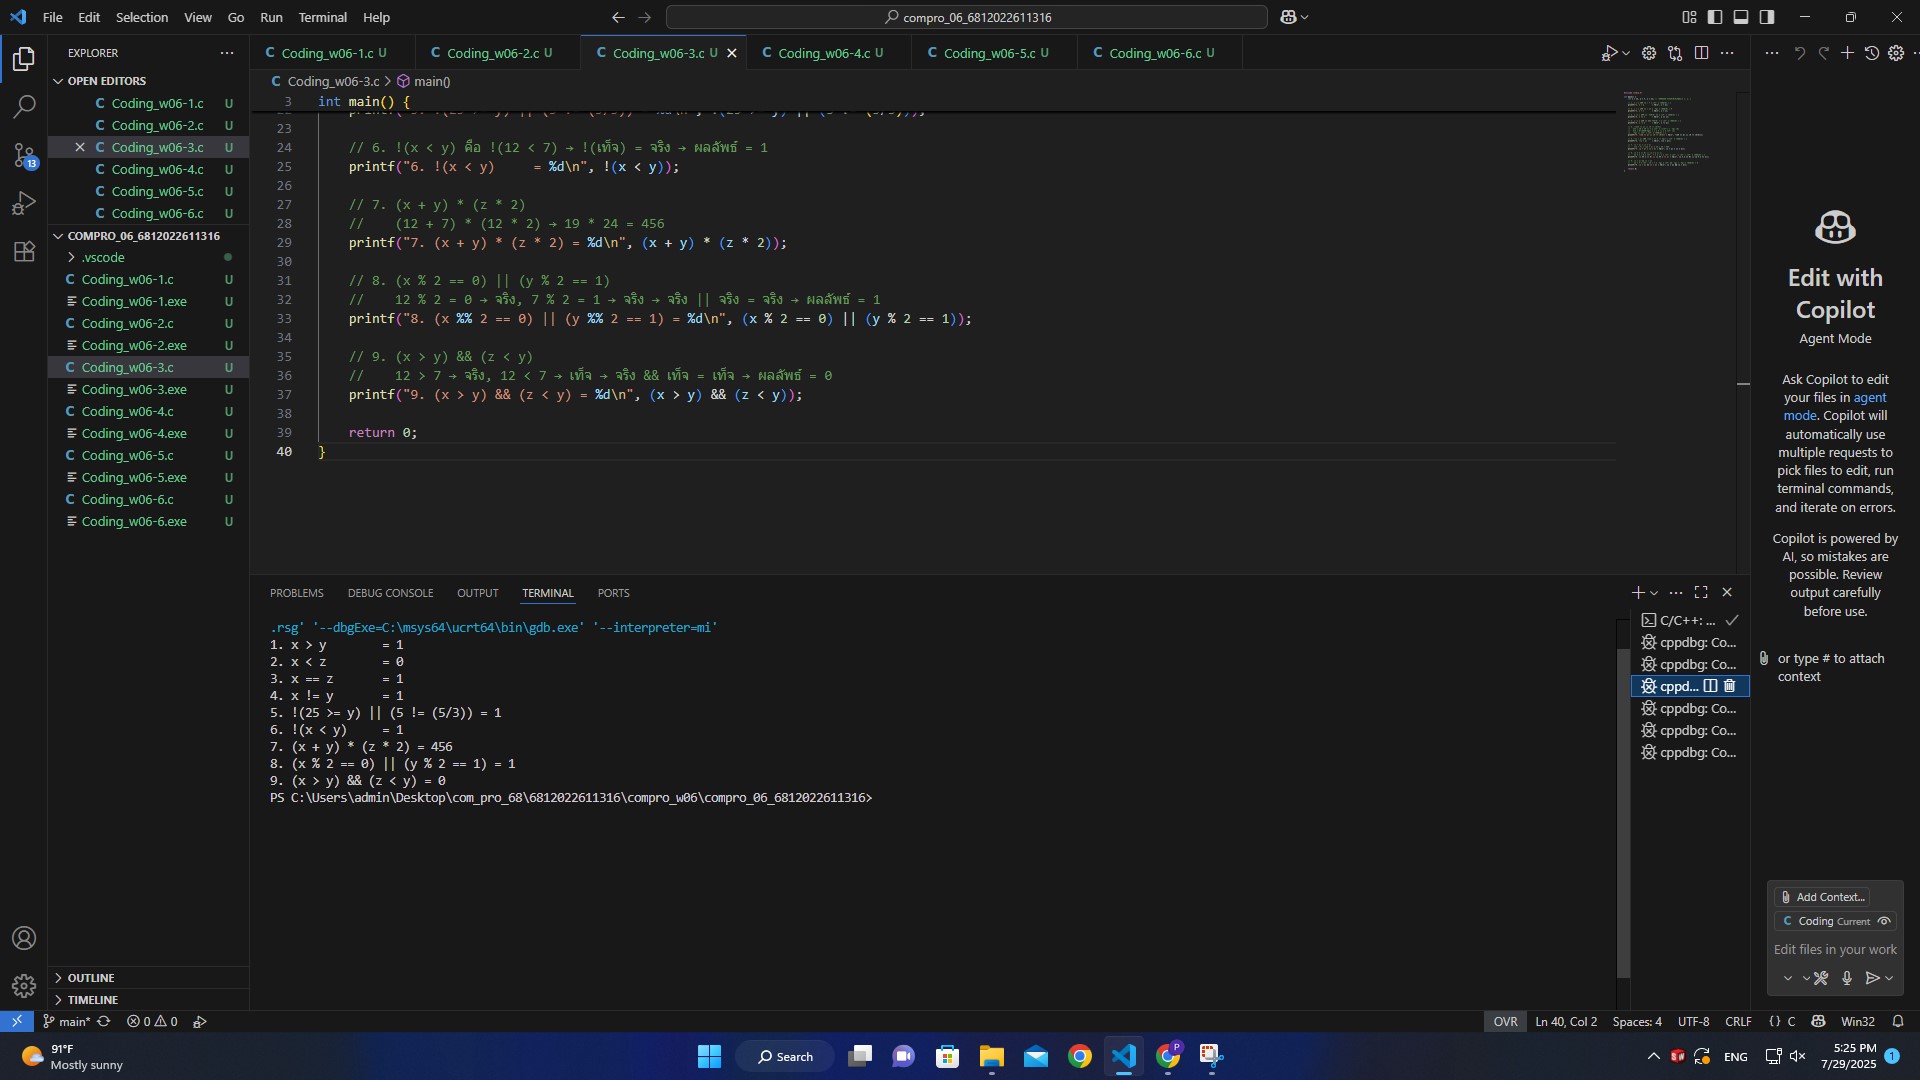 File Edit Selection View Go Run Terminal Help
compro_06_6812022611316
EXPLORER
OPEN EDITORS
Coding_w06-1.c U
Coding_w06-2.c U
Coding_w06-3.c U
Coding_w06-4.c U
Coding_w06-5.c U
Coding_w06-6.c U
COMPRO_06_6812022611316
.vscode
Coding_w06-1.c U
Coding_w06-1.exe U
Coding_w06-2.c U
Coding_w06-2.exe U
Coding_w06-3.c U
Coding_w06-3.exe U
Coding_w06-4.c U
Coding_w06-4.exe U
Coding_w06-5.c U
Coding_w06-5.exe U
Coding_w06-6.c U
Coding_w06-6.exe U
OUTLINE
TIMELINE
13
Coding_w06-1.c U Coding_w06-2.c U Coding_w06-3.c U Coding_w06-4.c U Coding_w06-5.c U Coding_w06-6.c U
Coding_w06-3.c > main()
3 int main() {
23
24 // 6. !(x < y) คือ !(12 < 7) → !(เท็จ) = จริง → ผลลัพธ์ = 1
25 printf("6. !(x < y)     = %d\n", !(x < y));
26
27 // 7. (x + y) * (z * 2)
28 //    (12 + 7) * (12 * 2) → 19 * 24 = 456
29 printf("7. (x + y) * (z * 2) = %d\n", (x + y) * (z * 2));
30
31 // 8. (x % 2 == 0) || (y % 2 == 1)
32 //    12 % 2 = 0 → จริง, 7 % 2 = 1 → จริง → จริง || จริง = จริง → ผลลัพธ์ = 1
33 printf("8. (x %% 2 == 0) || (y %% 2 == 1) = %d\n", (x % 2 == 0) || (y % 2 == 1));
34
35 // 9. (x > y) && (z < y)
36 //    12 > 7 → จริง, 12 < 7 → เท็จ → จริง && เท็จ = เท็จ → ผลลัพธ์ = 0
37 printf("9. (x > y) && (z < y) = %d\n", (x > y) && (z < y));
38
39 return 0;
40 }
PROBLEMS DEBUG CONSOLE OUTPUT TERMINAL PORTS
.rsg' '--dbgExe=C:\msys64\ucrt64\bin\gdb.exe' '--interpreter=mi'
1. x > y        = 1
2. x < z        = 0
3. x == z       = 1
4. x != y       = 1
5. !(25 >= y) || (5 != (5/3)) = 1
6. !(x < y)     = 1
7. (x + y) * (z * 2) = 456
8. (x % 2 == 0) || (y % 2 == 1) = 1
9. (x > y) && (z < y) = 0
PS C:\Users\admin\Desktop\com_pro_68\6812022611316\compro_w06\compro_06_6812022611316>
C/C++: ...
cppdbg: Co...
cppdbg: Co...
cppd...
cppdbg: Co...
cppdbg: Co...
cppdbg: Co...
Edit with
Copilot
Agent Mode
Ask Copilot to edit
your files in agent
mode. Copilot will
automatically use
multiple requests to
pick files to edit, run
terminal commands,
and iterate on errors.
Copilot is powered by
AI, so mistakes are
possible. Review
output carefully
before use.
or type # to attach
context
Add Context...
Coding Current
Edit files in your work
main* 0 0
OVR Ln 40, Col 2 Spaces: 4 UTF-8 CRLF {} C Win32
91°F
Mostly sunny
Search
P
ENG
5:25 PM
7/29/2025
1